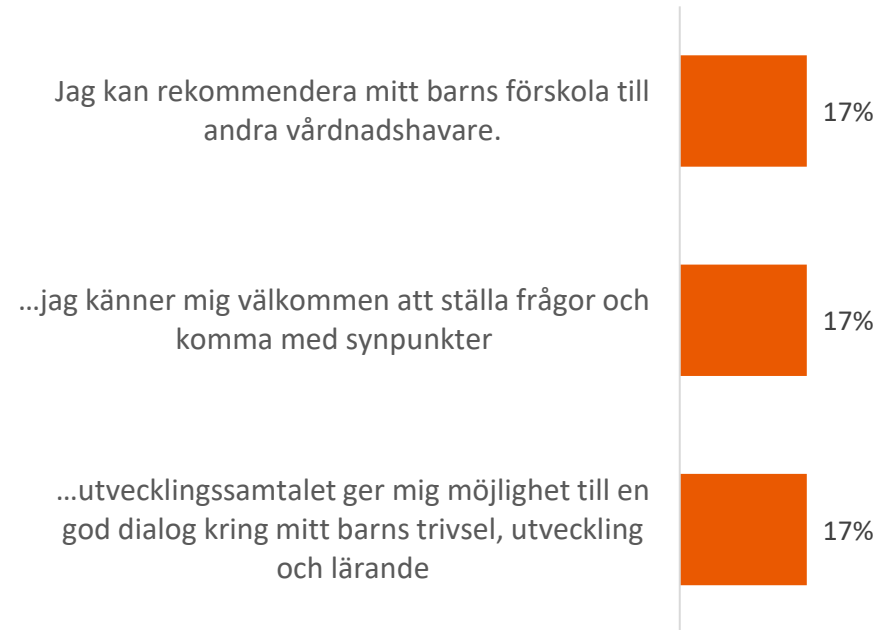 Jag kan rekommendera mitt barns förskola till
andra vårdnadshavare.
17%
…jag känner mig välkommen att ställa frågor och
komma med synpunkter
17%
…utvecklingssamtalet ger mig möjlighet till en
god dialog kring mitt barns trivsel, utveckling
och lärande
17%